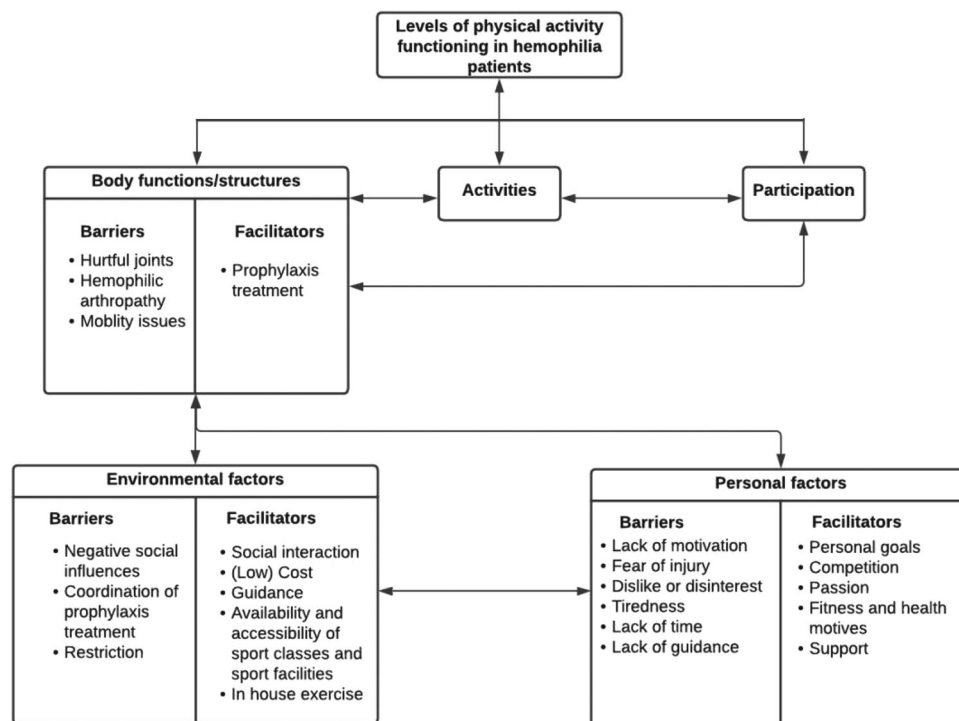 Levels of physical activity
functioning in hemophilia
patients
Body functions/structures
Activities
Participation
Barriers
• Hurtful joints
• Hemophilic
arthropathy
• Moblity issues
Facilitators
• Prophylaxis
treatment
Environmental factors
Barriers
• Negative social
influences
• Coordination of
prophylaxis
treatment
• Restriction
Facilitators
• Social interaction
• (Low) Cost
• Guidance
• Availability and
accessibility of
sport classes and
sport facilities
• In house exercise
Personal factors
Barriers
• Lack of motivation
• Fear of injury
• Dislike or disinterest
• Tiredness
• Lack of time
• Lack of guidance
Facilitators
• Personal goals
• Competition
• Passion
• Fitness and health
motives
• Support